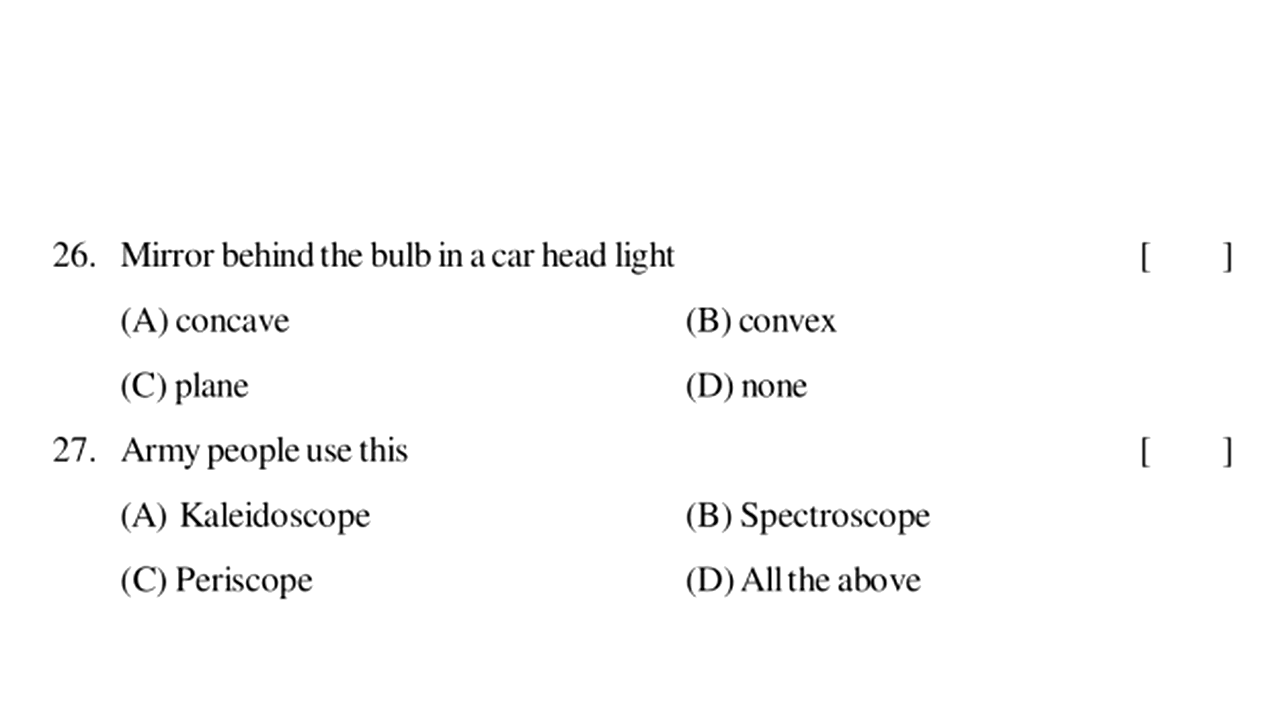 26. Mirror behind the bulb in a car head light [ ]
(A) concave (B) convex
(C) plane (D) none
27. Army people use this [ ]
(A) Kaleidoscope (B) Spectroscope
(C) Periscope (D) All the above